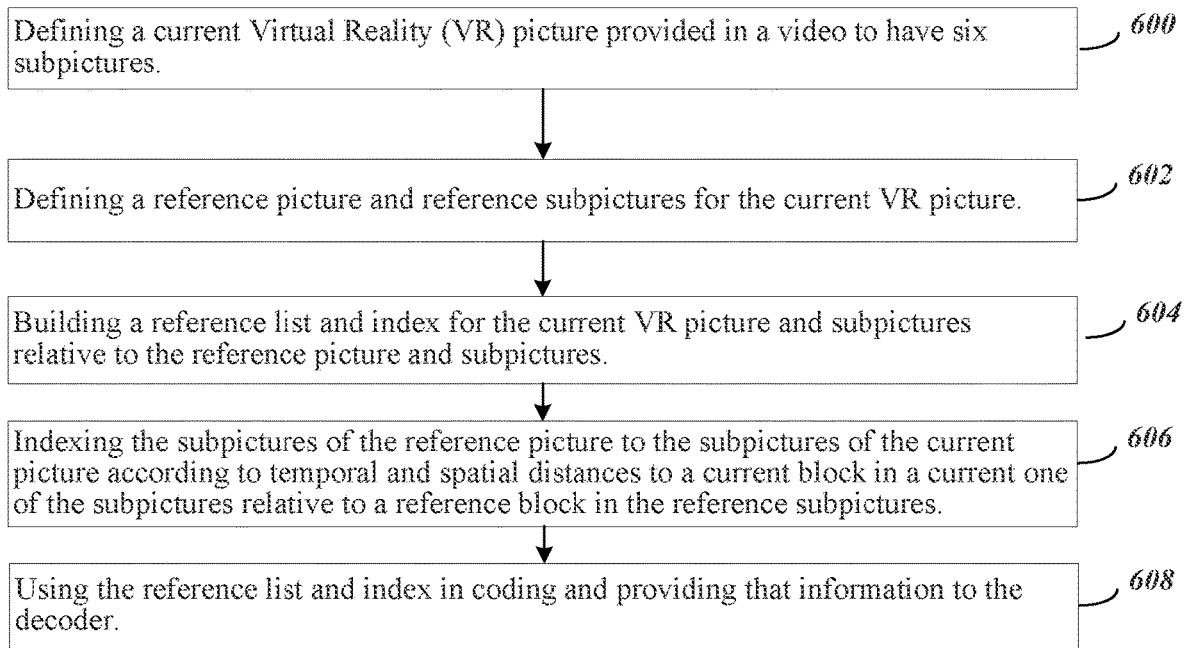 Defining a current Virtual Reality (VR) picture provided in a video to have six
subpictures.
600
Defining a reference picture and reference subpictures for the current VR picture.
602
Building a reference list and index for the current VR picture and subpictures
relative to the reference picture and subpictures.
604
Indexing the subpictures of the reference picture to the subpictures of the current
picture according to temporal and spatial distances to a current block in a current one
of the subpictures relative to a reference block in the reference subpictures.
606
Using the reference list and index in coding and providing that information to the
decoder.
608